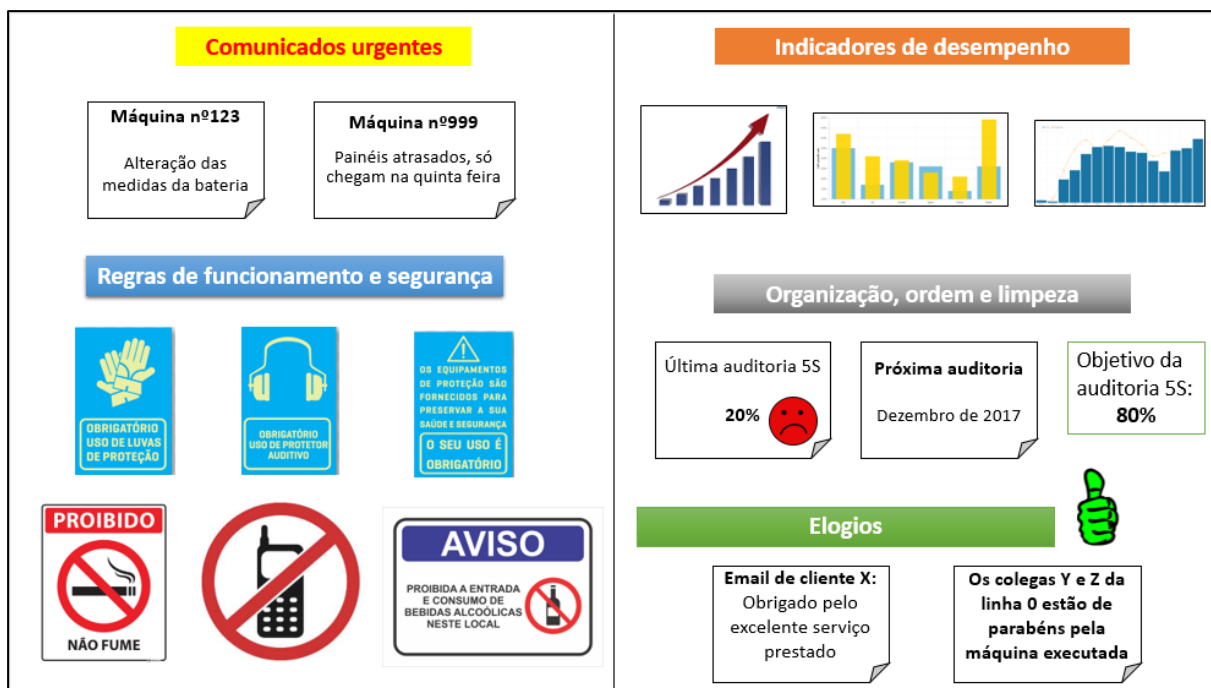 Comunicados urgentes
Máquina nº123
Alteração das
medidas da bateria
Máquina nº999
Painéis atrasados, só
chegam na quinta feira
Regras de funcionamento e segurança
OBRIGATÓRIO
USO DE LUVAS
DE PROTEÇÃO
OBRIGATÓRIO
USO DE PROTETOR
AUDITIVO
OS EQUIPAMENTOS
DE PROTEÇÃO SÃO
FORNECIDOS PARA
PRESERVAR A SUA
SAÚDE E SEGURANÇA
O SEU USO É
OBRIGATÓRIO
PROIBIDO
NÃO FUME
AVISO
PROIBIDA A ENTRADA
E CONSUMO DE
BEBIDAS ALCOÓLICAS
NESTE LOCAL
Indicadores de desempenho
Organização, ordem e limpeza
Última auditoria 5S
20%
Próxima auditoria
Dezembro de 2017
Objetivo da
auditoria 5S:
80%
Elogios
Email de cliente X:
Obrigado pelo
excelente serviço
prestado
Os colegas Y e Z da
linha 0 estão de
parabéns pela
máquina executada